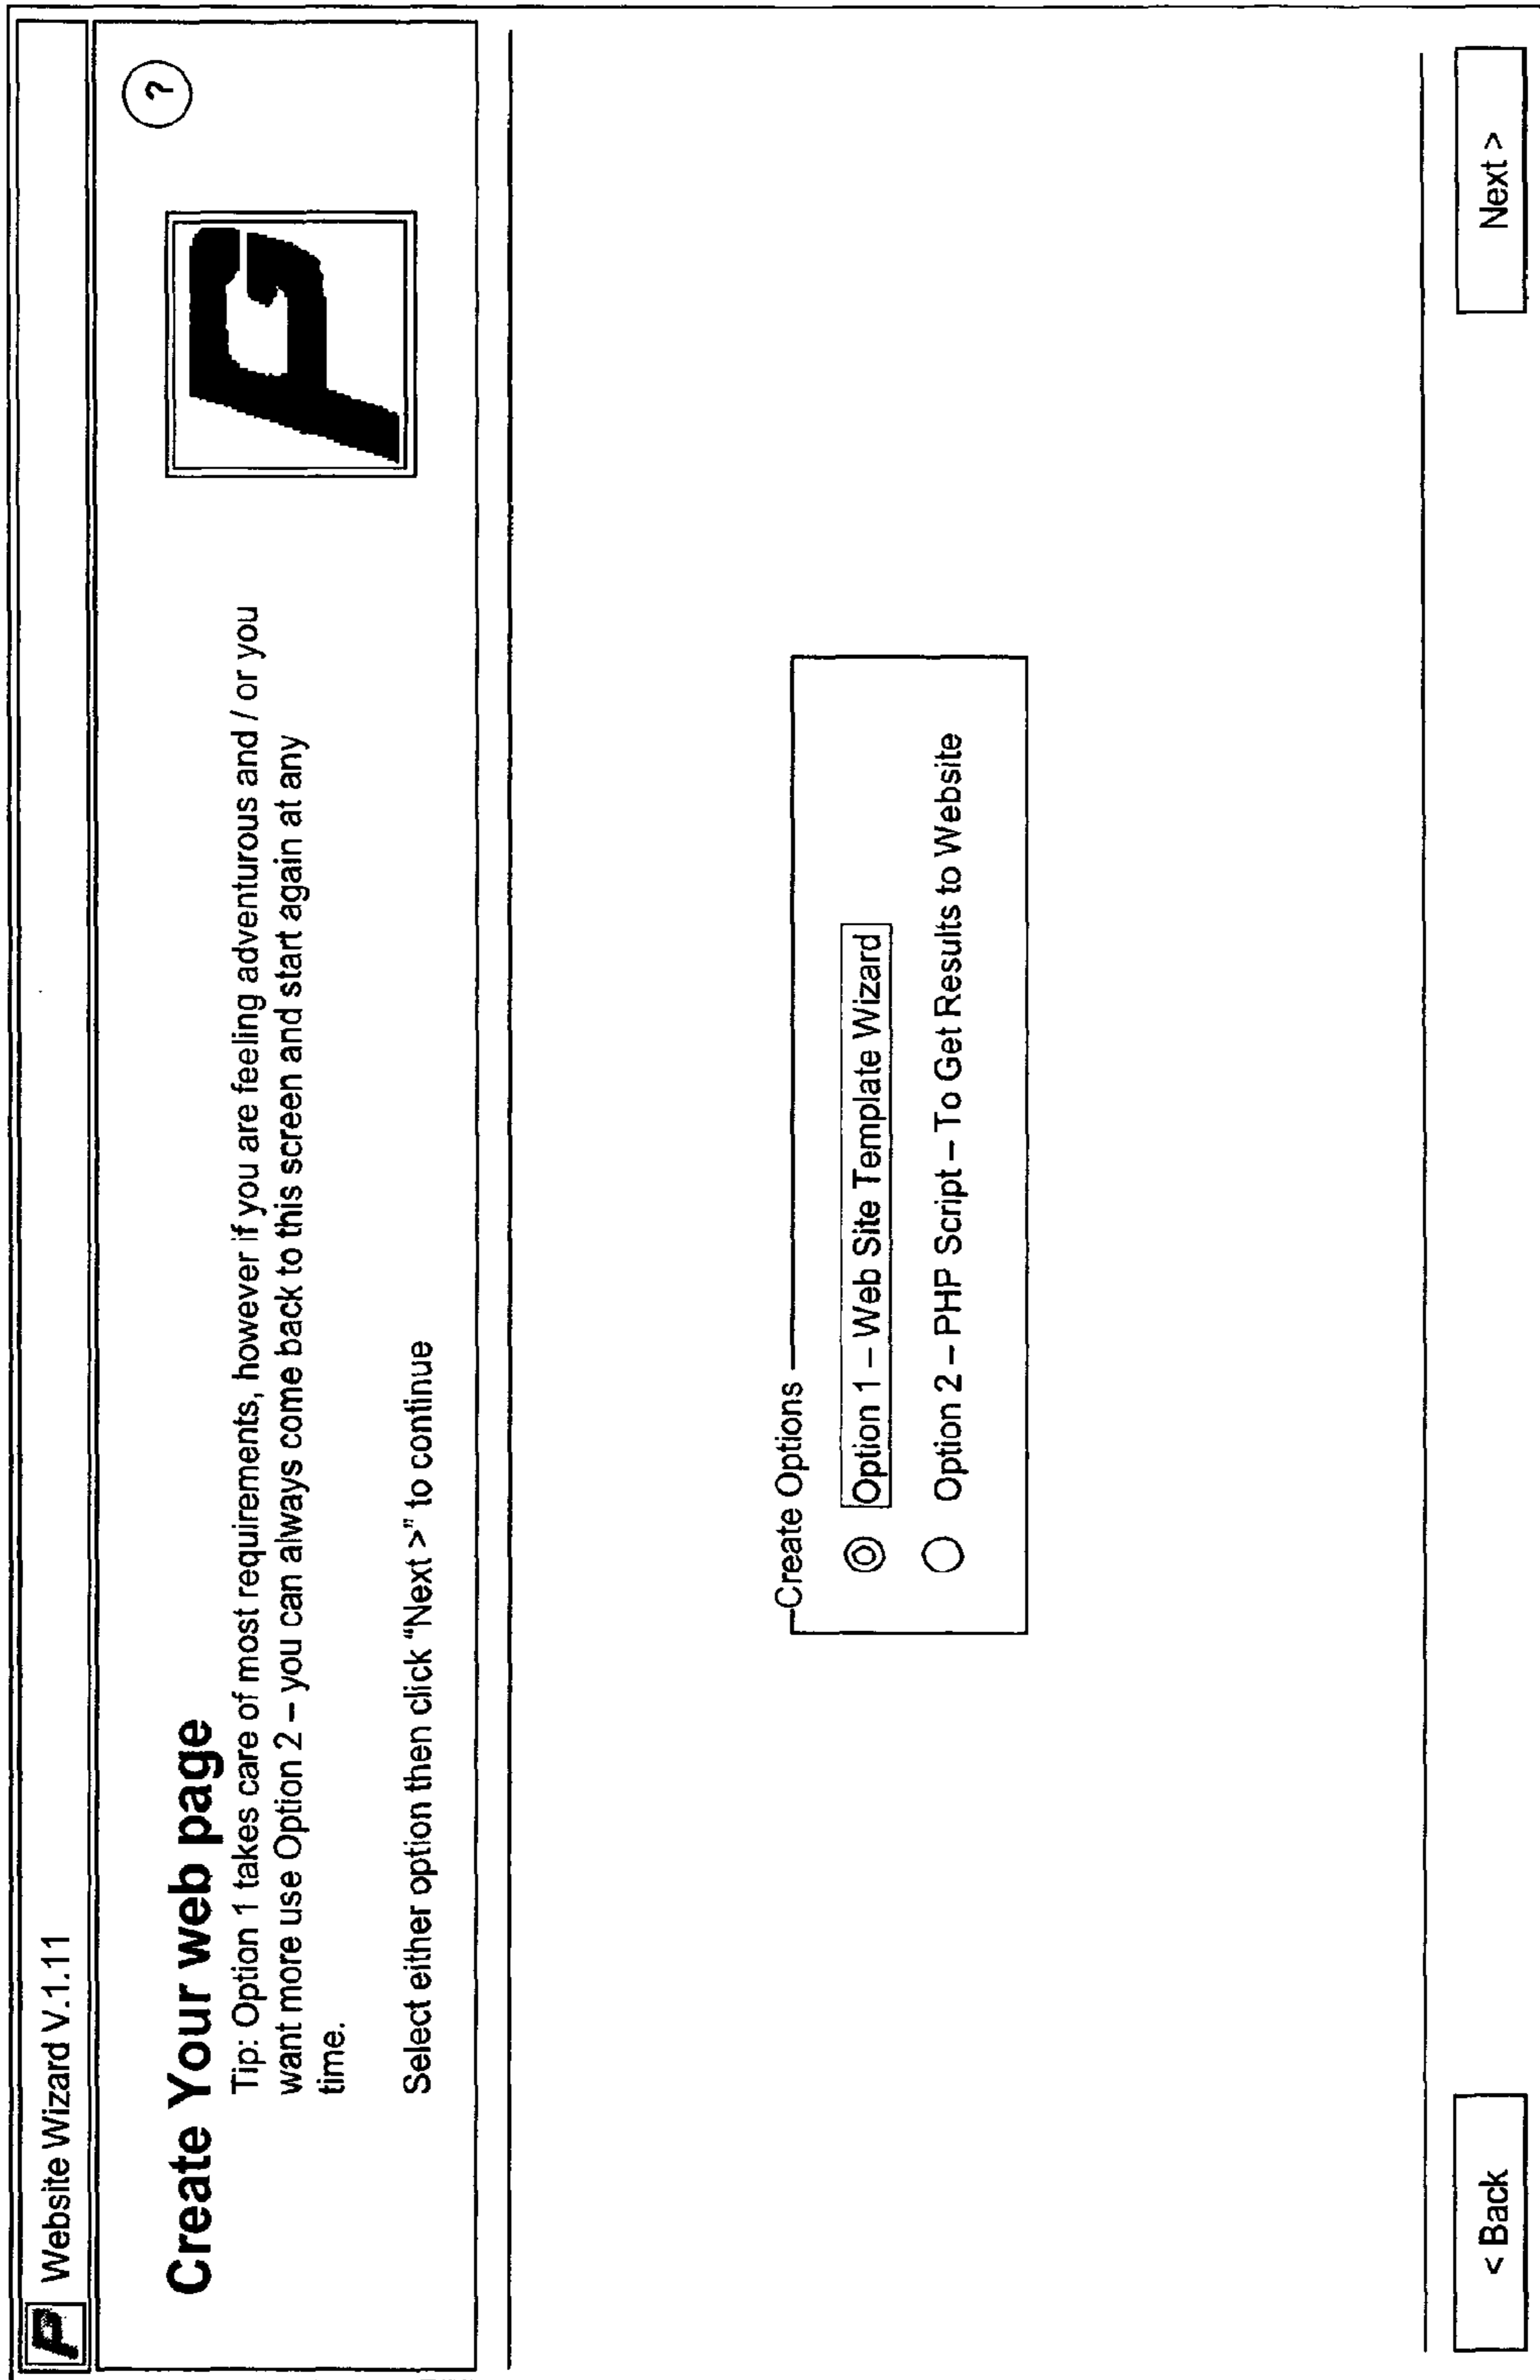 Website Wizard V.1.11
Create Your web page
?
Tip: Option 1 takes care of most requirements, however if you are feeling adventurous and / or you
want more use Option 2 – you can always come back to this screen and start again at any
time.
Select either option then click “Next >” to continue
Create Options
Option 1 – Web Site Template Wizard
Option 2 – PHP Script – To Get Results to Website
< Back
Next >